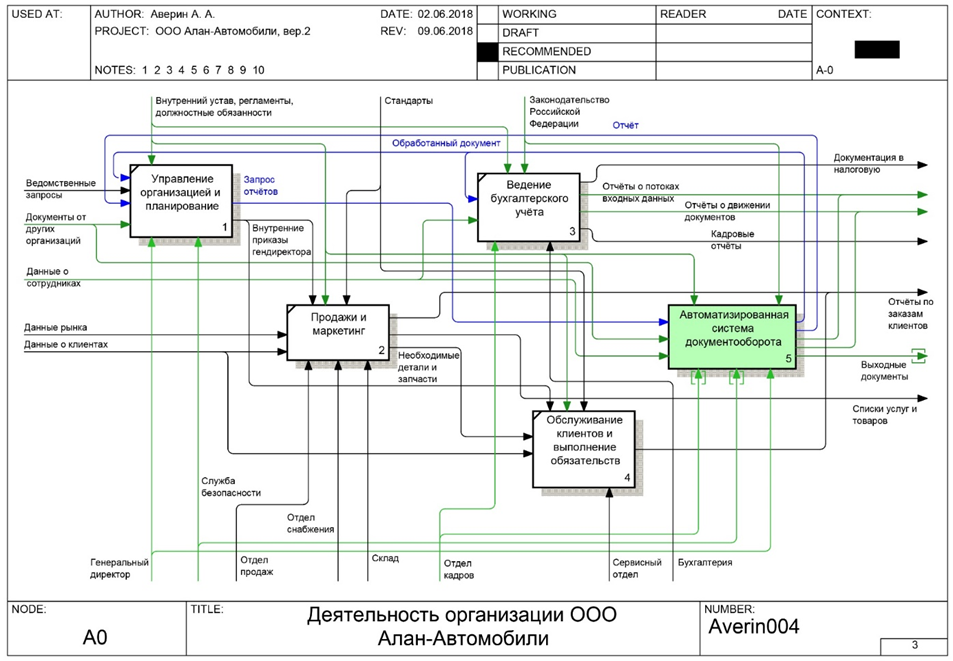 USED AT:
AUTHOR: Аверин А. А.
DATE: 02.06.2018
PROJECT: ООО Алан-Автомобили, вер.2
REV: 09.06.2018
NOTES: 1 2 3 4 5 6 7 8 9 10
WORKING
DRAFT
RECOMMENDED
PUBLICATION
READER
DATE
CONTEXT:
A-0
Внутренний устав, регламенты,
должностные обязанности
Стандарты
Законодательство
Российской
Федерации
Отчёт
Обработанный документ
Управление
организацией и
планирование
1
Запрос
отчётов
Ведомственные
запросы
Документы от
других
организаций
Данные о
сотрудниках
Внутренние
приказы
гендиректора
Ведение
бухгалтерского
учёта
3
Документация в
налоговую
Отчёты о потоках
входных данных
Отчёты о движении
документов
Кадровые
отчёты
Данные рынка
Данные о клиентах
Продажи и
маркетинг
2
Необходимые
детали и
запчасти
Автоматизированная
система
документооборота
5
Отчёты по
заказам
клиентов
Выходные
документы
Списки услуг и
товаров
Обслуживание
клиентов и
выполнение
обязательств
4
Служба
безопасности
Отдел
снабжения
Генеральный
директор
Отдел
продаж
Склад
Отдел
кадров
Сервисный
отдел
Бухгалтерия
NODE:
A0
TITLE:
Деятельность организации ООО
Алан-Автомобили
NUMBER:
Averin004
3